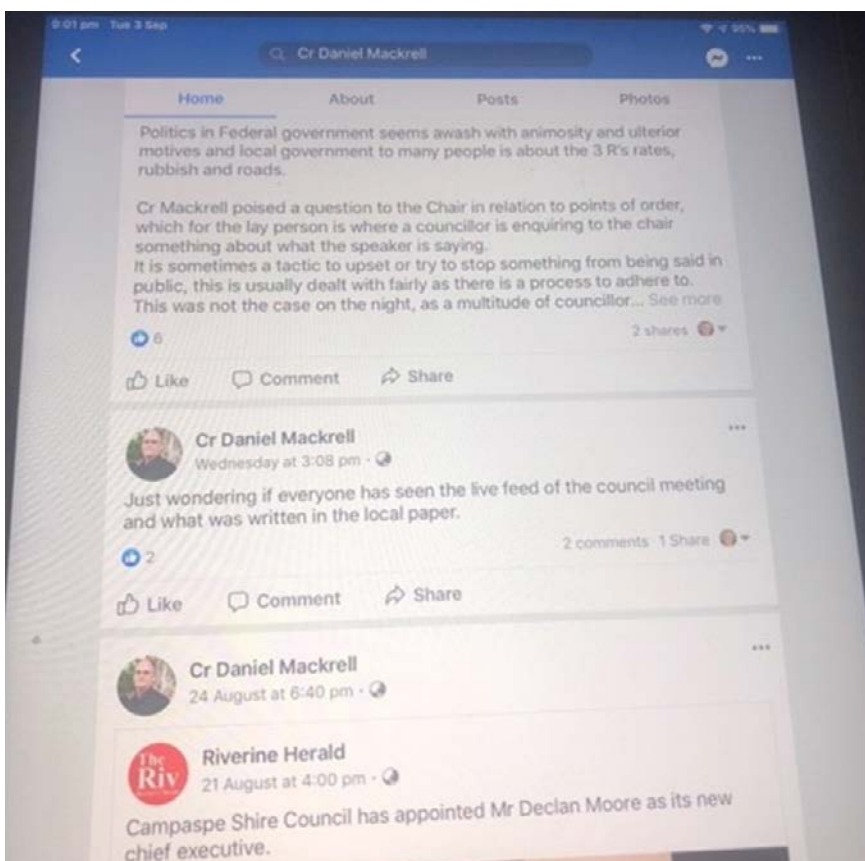 9:01 pm Tue 3 Sep
95%
Cr Daniel Mackrell
Home About Posts Photos
Politics in Federal government seems awash with animosity and ulterior
motives and local government to many people is about the 3 R's rates,
rubbish and roads.
Cr Mackrell poised a question to the Chair in relation to points of order,
which for the lay person is where a councillor is enquiring to the chair
something about what the speaker is saying.
It is sometimes a tactic to upset or try to stop something from being said in
public, this is usually dealt with fairly as there is a process to adhere to.
This was not the case on the night, as a multitude of councillor... See more
6
2 shares
Like Comment Share
Cr Daniel Mackrell
Wednesday at 3:08 pm ·
Just wondering if everyone has seen the live feed of the council meeting
and what was written in the local paper.
2
2 comments · 1 Share
Like Comment Share
Cr Daniel Mackrell
24 August at 6:40 pm ·
The
Riv
Riverine Herald
21 August at 4:00 pm ·
Campaspe Shire Council has appointed Mr Declan Moore as its new
chief executive.